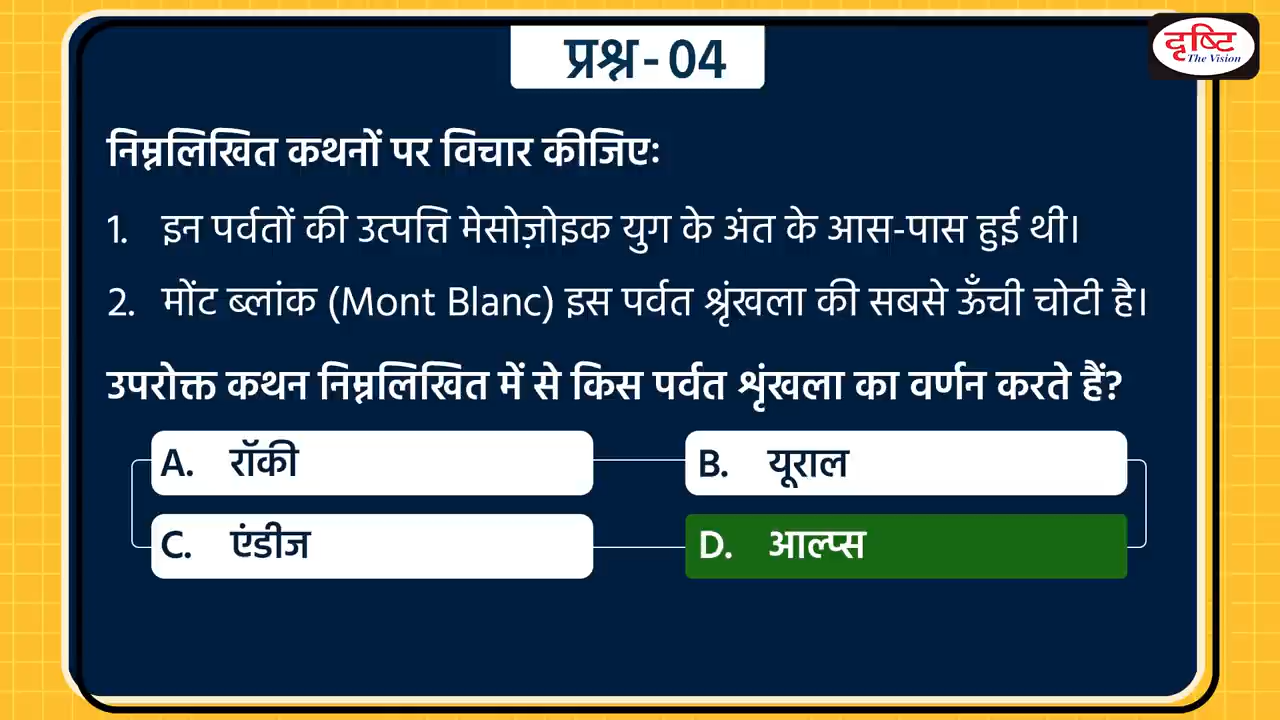 प्रश्न - 04
दृष्टि
The Vision
निम्नलिखित कथनों पर विचार कीजिएः
1. इन पर्वतों की उत्पत्ति मेसोज़ोइक युग के अंत के आस-पास हुई थी।
2. मोंट ब्लांक (Mont Blanc) इस पर्वत श्रृंखला की सबसे ऊँची चोटी है।
उपरोक्त कथन निम्नलिखित में से किस पर्वत शृंखला का वर्णन करते हैं?
A. रॉकी
B. यूराल
C. एंडीज
D. आल्प्स